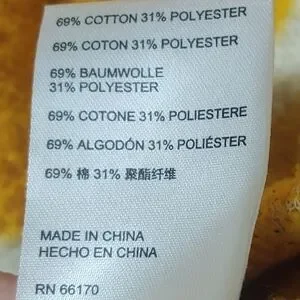 69% COTTON 31% POLYESTER
69% COTON 31% POLYESTER
69% BAUMWOLLE
31% POLYESTER
69% COTONE 31% POLIESTERE
69% ALGODÓN 31% POLIÉSTER
69% 棉 31% 聚酯纤维
MADE IN CHINA
HECHO EN CHINA
RN 66170